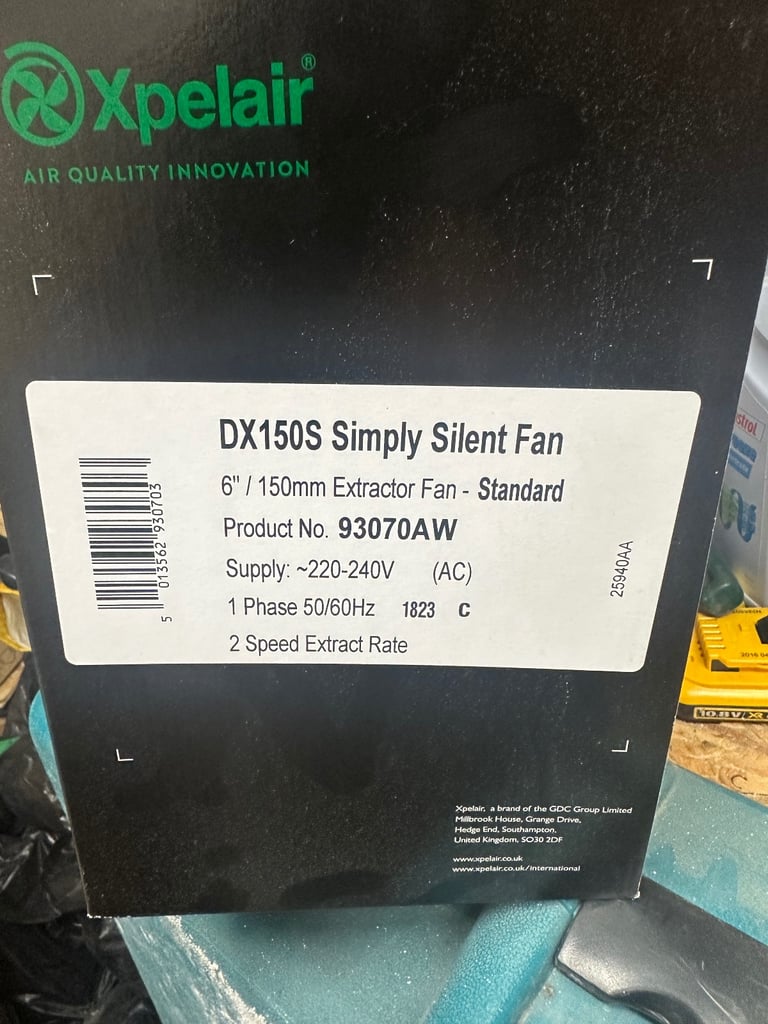 Xpelair®
AIR QUALITY INNOVATION
DX150S Simply Silent Fan
6" / 150mm Extractor Fan - Standard
Product No. 93070AW
Supply: ~220-240V (AC)
1 Phase 50/60Hz 1823 C
2 Speed Extract Rate
5 013562 930703
25940AA
Xpelair, a brand of the GDC Group Limited
Millbrook House, Grange Drive,
Hedge End, Southampton,
United Kingdom, SO30 2DF
www.xpelair.co.uk
www.xpelair.co.uk/international
strol
10.8V